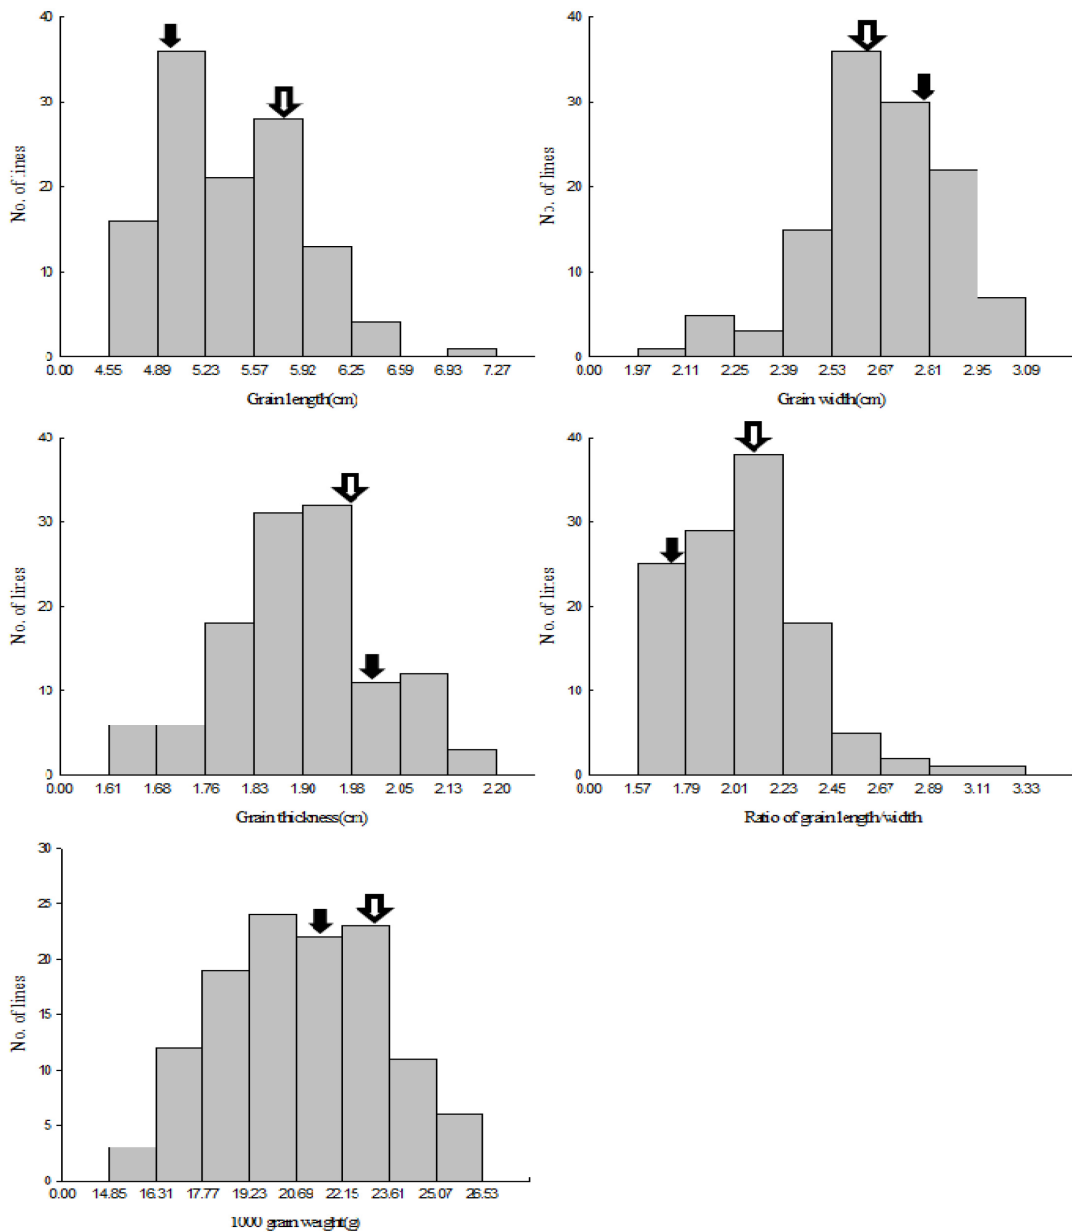 40
30
20
10
0
No. of lines
0.00 4.55 4.89 5.23 5.57 5.92 6.25 6.59 6.93 7.27
Grain length(cm)
40
30
20
10
0
No. of lines
0.00 1.97 2.11 2.25 2.39 2.53 2.67 2.81 2.95 3.09
Grain width(cm)
40
30
20
10
0
No. of lines
0.00 1.61 1.68 1.76 1.83 1.90 1.98 2.05 2.13 2.20
Grain thickness(cm)
40
30
20
10
0
No. of lines
0.00 1.57 1.79 2.01 2.23 2.45 2.67 2.89 3.11 3.33
Ratio of grain length/width
30
25
20
15
10
5
0
No. of lines
0.00 14.85 16.31 17.77 19.23 20.69 22.15 23.61 25.07 26.53
1000 grain weight(g)